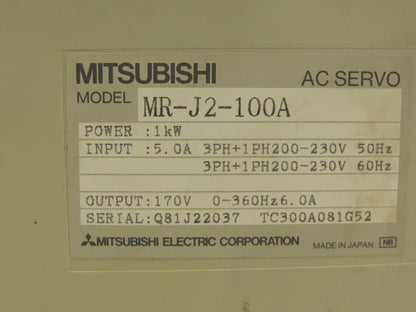 MITSUBISHI AC SERVO
MODEL MR-J2-100A
POWER :1kW
INPUT :5.0A 3PH+1PH200-230V 50Hz
3PH+1PH200-230V 60Hz
OUTPUT:170V 0-360Hz6.0A
SERIAL:Q81J22037 TC300A081G52
MITSUBISHI ELECTRIC CORPORATION
MADE IN JAPAN NB